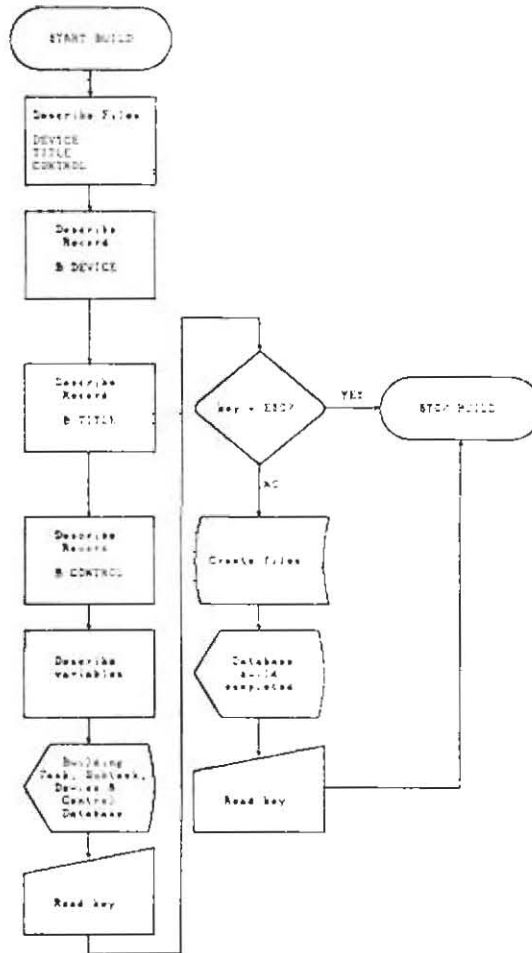 START BUILD
Describe Files
DEVICE
TITLE
CONTROL
Describe
Record
B DEVICE
Describe
Record
B TITLE
Describe
Record
B CONTROL
Describe
variables
Building
Task, Subtask,
Device &
Control
Database
Read key
key = ESC?
YES
STOP BUILD
NO
Create files
Database
build
completed
Read key